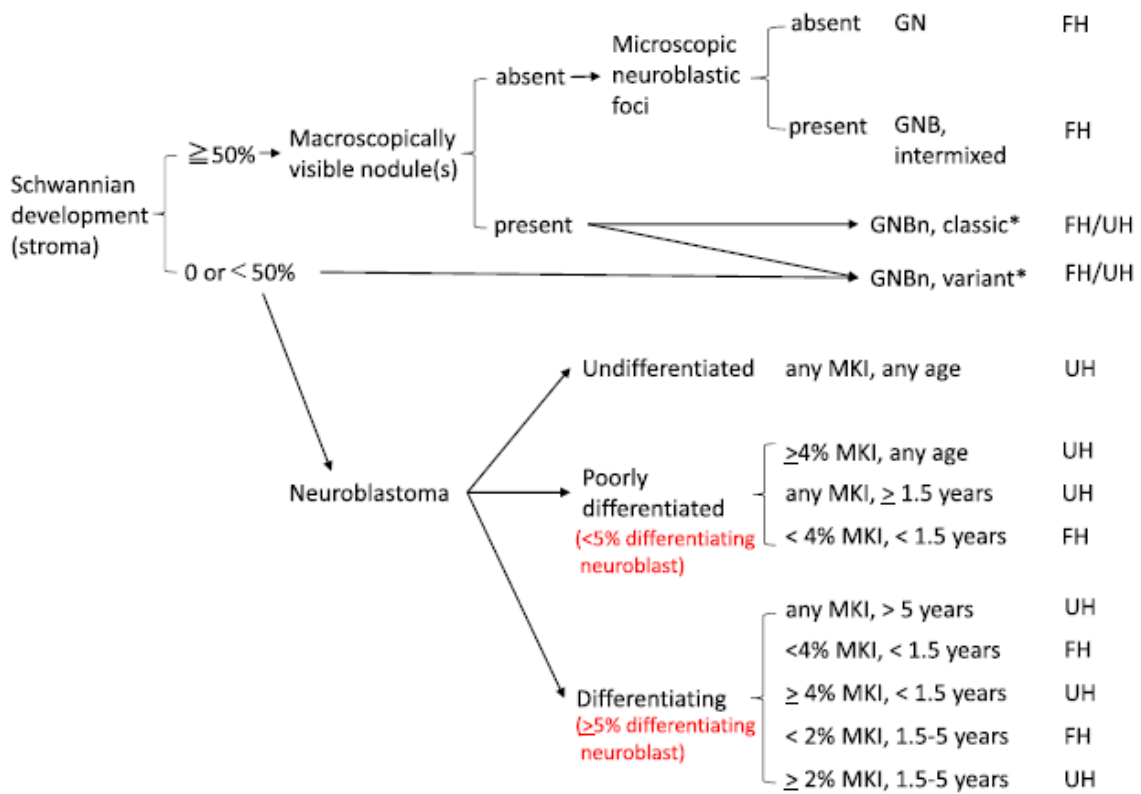 absent GN FH
Microscopic
neuroblastic
foci
absent
present GNB,
intermixed FH
≧50%
Macroscopically
visible nodule(s)
Schwannian
development
(stroma)
present
GNBn, classic* FH/UH
0 or < 50%
GNBn, variant* FH/UH
Undifferentiated any MKI, any age UH
Neuroblastoma
Poorly
differentiated
(<5% differentiating
neuroblast)
≥4% MKI, any age UH
any MKI, ≥ 1.5 years UH
< 4% MKI, < 1.5 years FH
Differentiating
(≥5% differentiating
neuroblast)
any MKI, > 5 years UH
<4% MKI, < 1.5 years FH
≥ 4% MKI, < 1.5 years UH
< 2% MKI, 1.5-5 years FH
≥ 2% MKI, 1.5-5 years UH